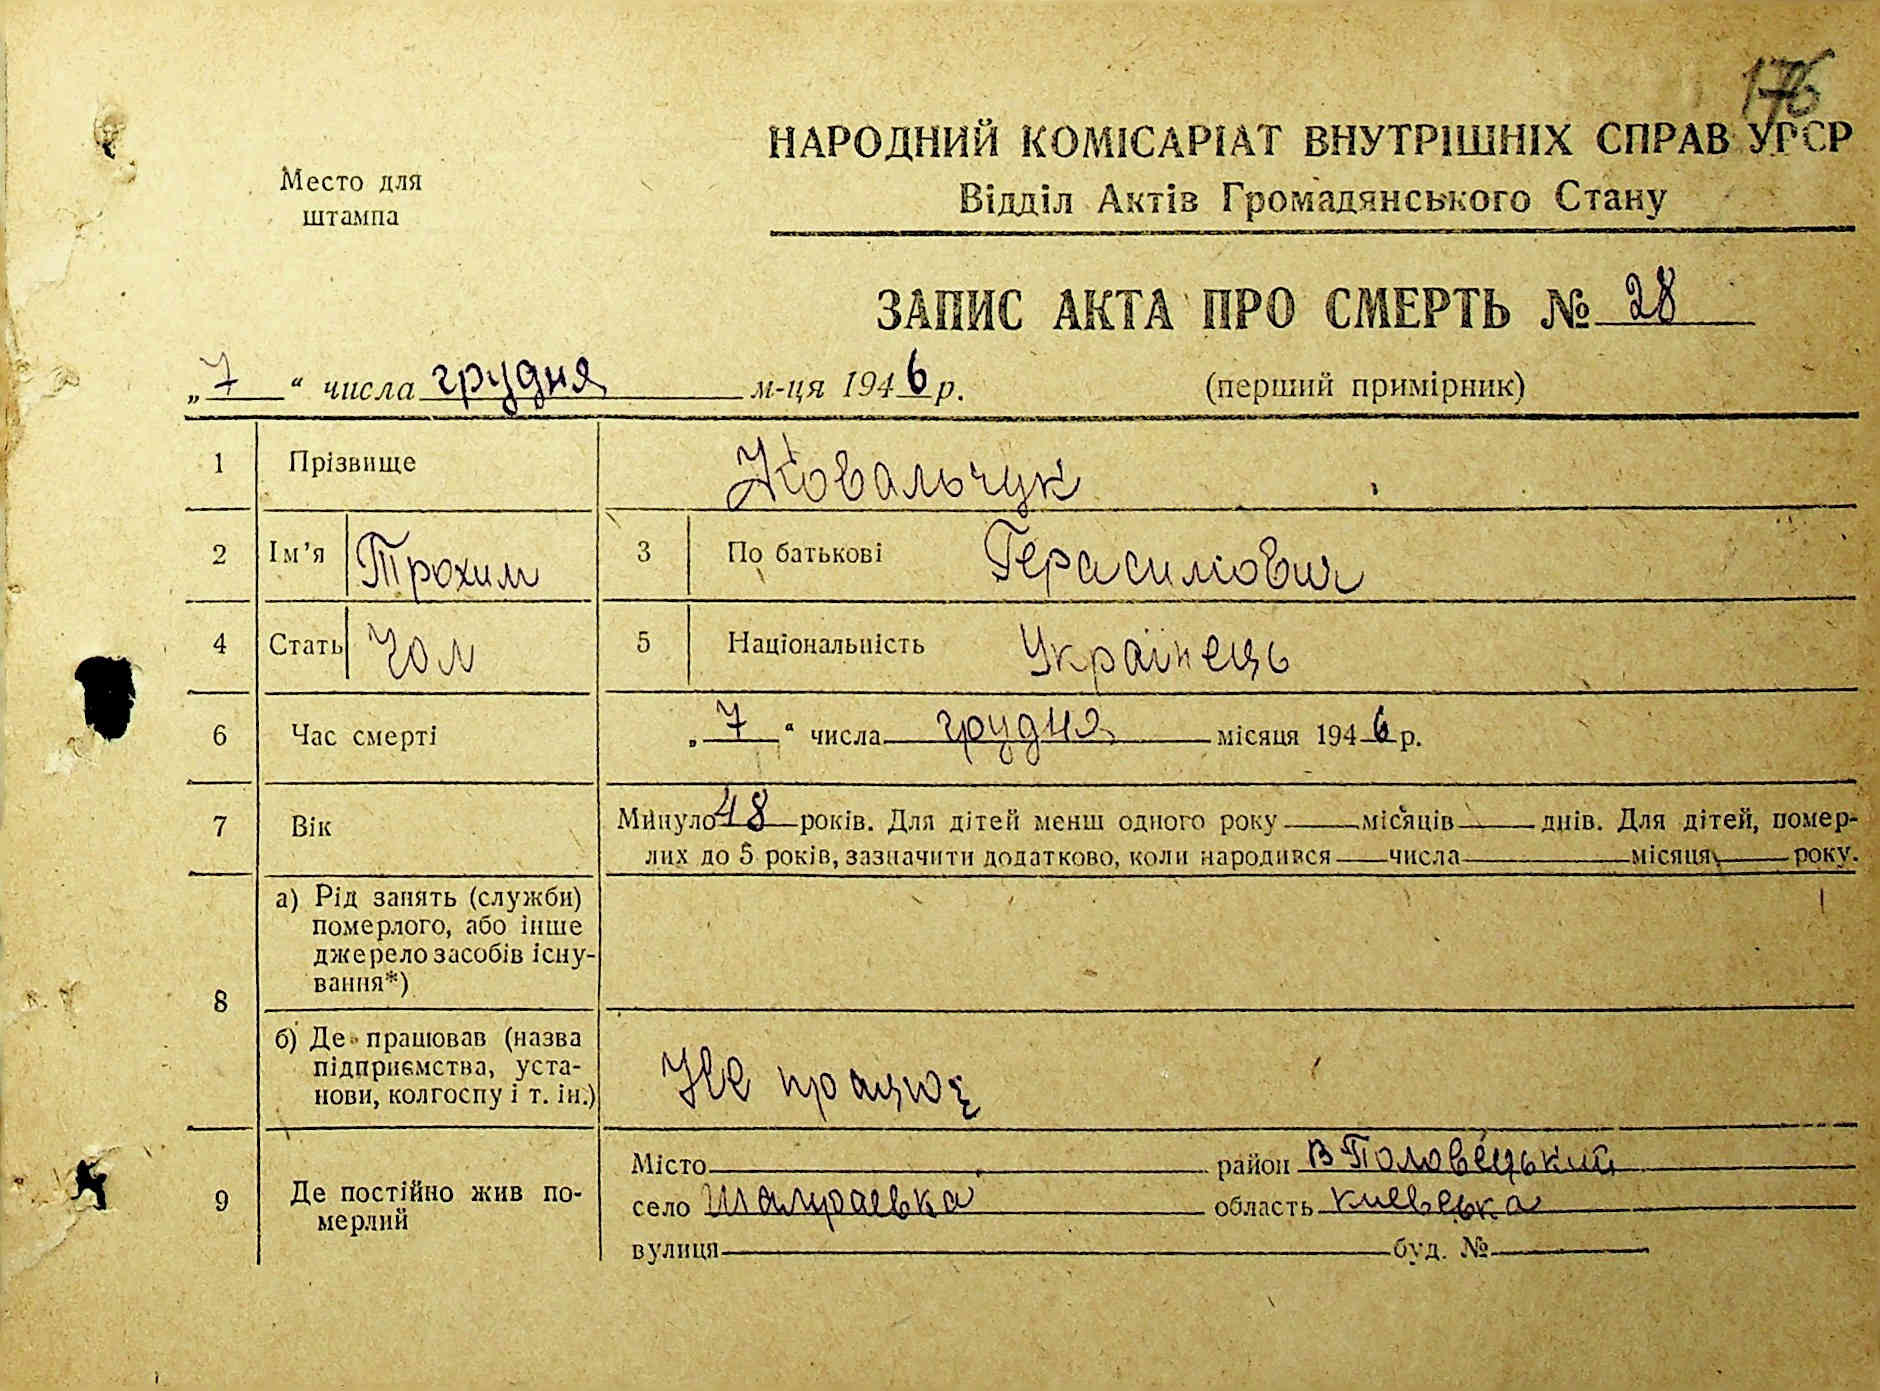 176
НАРОДНИЙ КОМІСАРІАТ ВНУТРІШНІХ СПРАВ УРСР
Место для
штампа
Відділ Актів Громадянського Стану
ЗАПИС АКТА ПРО СМЕРТЬ № 28
„7“ числа грудня м-ця 1946 р. (перший примірник)
1 Прізвище Ковальчук
2 Ім’я Трохим 3 По батькові Герасимович
4 Стать Чол 5 Національність Українець
6 Час смерті „7“ числа грудня місяця 1946 р.
7 Вік Минуло 48 років. Для дітей менш одного року місяців днів. Для дітей, помер-
лих до 5 років, зазначити додатково, коли народився числа місяця року.
8 а) Рід занять (служби)
померлого, або інше
джерело засобів існу-
вання*)
б) Де працював (назва
підприємства, уста-
нови, колгоспу і т. ін.)
Не працює
9 Де постійно жив по-
мерлий
Місто район ВПоловецький
село Шамраєвка область Київська
вулиця буд. №